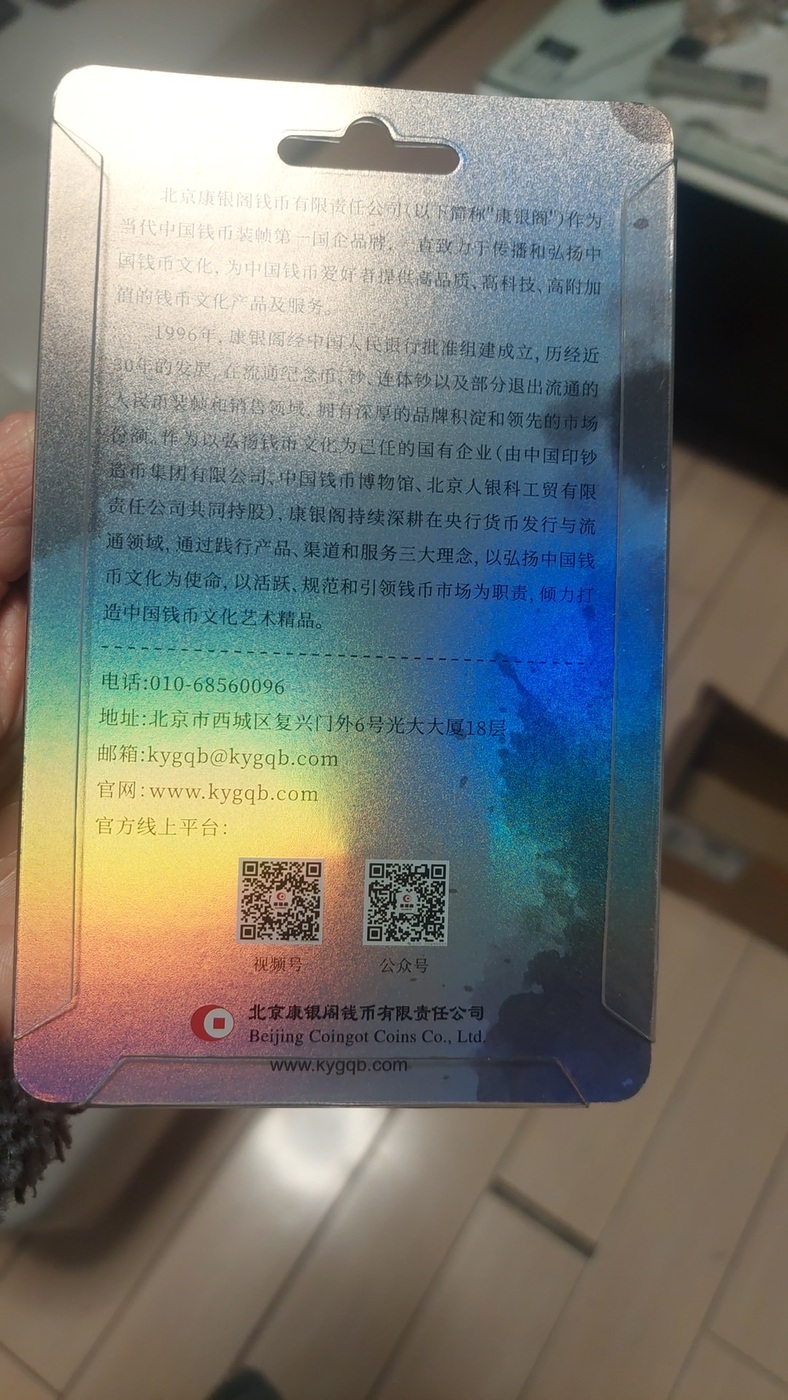 北京康银阁钱币有限责任公司(以下简称"康银阁")作为
当代中国钱币装帧第一国企品牌,一直致力于传播和弘扬中
国钱币文化,为中国钱币爱好者提供高品质、高科技、高附加
值的钱币文化产品及服务。
1996年,康银阁经中国人民银行批准组建成立,历经近
30年的发展,在流通纪念币、钞、连体钞以及部分退出流通的
人民币装帧和销售领域,拥有深厚的品牌积淀和领先的市场
份额。作为以弘扬钱币文化为己任的国有企业(由中国印钞
造币集团有限公司、中国钱币博物馆、北京人银科工贸有限
责任公司共同持股),康银阁持续深耕在央行货币发行与流
通领域,通过践行产品、渠道和服务三大理念,以弘扬中国钱
币文化为使命,以活跃、规范和引领钱币市场为职责,倾力打
造中国钱币文化艺术精品。
电话:010-68560096
地址:北京市西城区复兴门外6号光大大厦18层
邮箱:kygqb@kygqb.com
官网:www.kygqb.com
官方线上平台:
视频号 公众号
北京康银阁钱币有限责任公司
Beijing Coingot Coins Co., Ltd.
www.kygqb.com